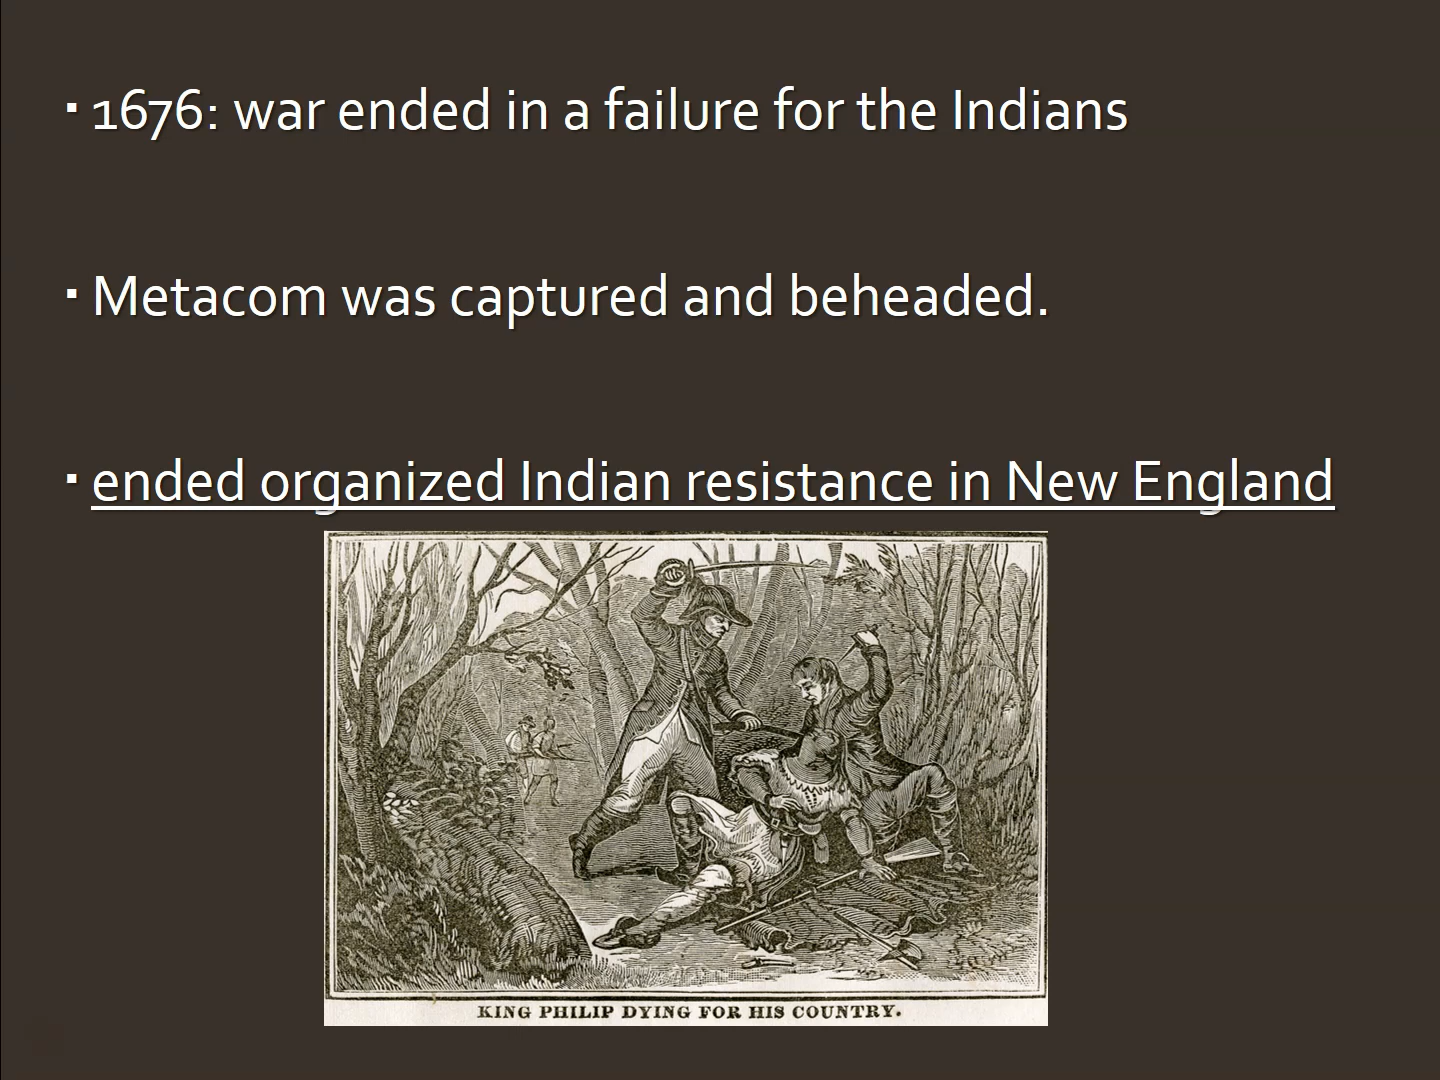 ▪ 1676: war ended in a failure for the Indians
▪ Metacom was captured and beheaded.
▪ ended organized Indian resistance in New England
KING PHILIP DYING FOR HIS COUNTRY.